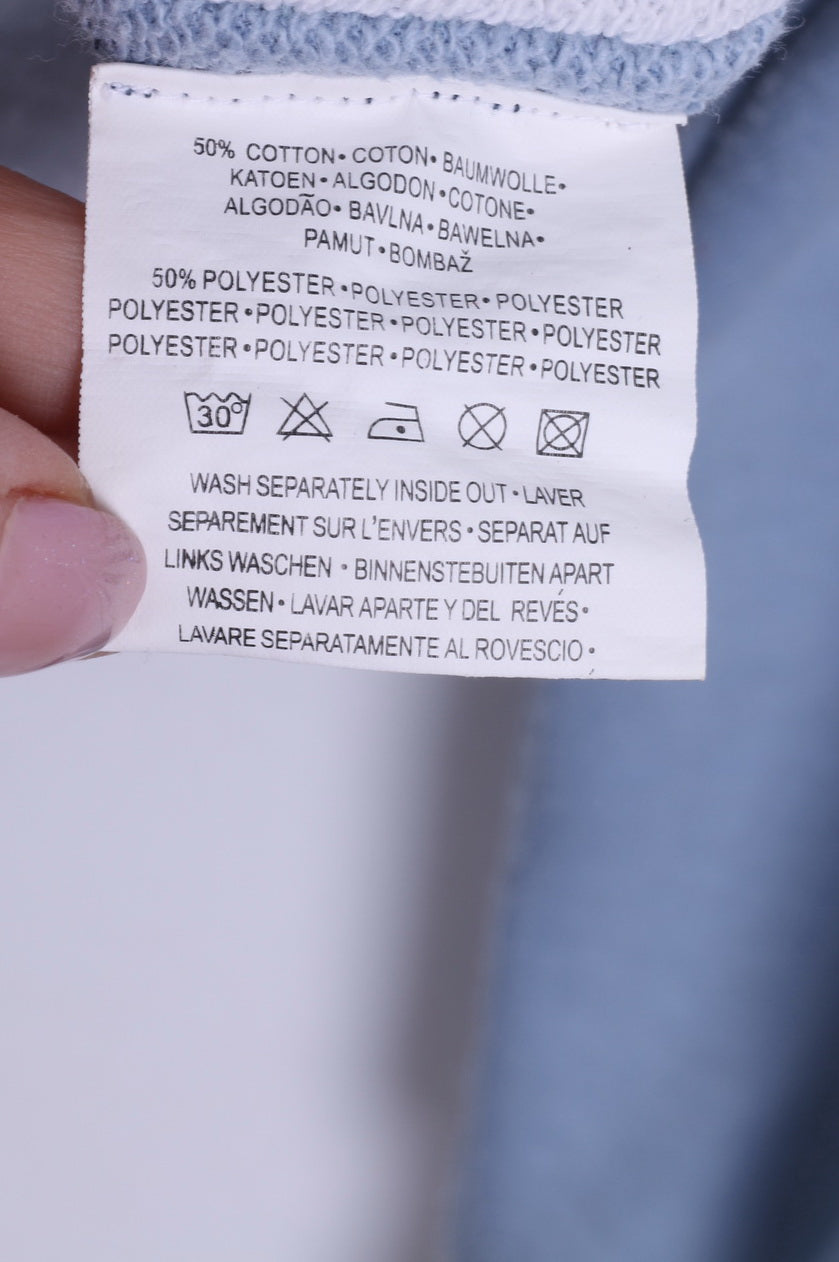 50% COTTON• COTON• BAUMWOLLE•
KATOEN•ALGODON•COTONE•
ALGODÃO• BAVLNA•BAWELNA•
PAMUT•BOMBAŽ
50% POLYESTER•POLYESTER• POLYESTER
POLYESTER•POLYESTER•POLYESTER•POLYESTER
POLYESTER•POLYESTER•POLYESTER•POLYESTER
30°
WASH SEPARATELY INSIDE OUT•LAVER
SEPAREMENT SUR L'ENVERS•SEPARAT AUF
LINKS WASCHEN • BINNENSTEBUITEN APART
WASSEN• LAVAR APARTE Y DEL REVÉS•
LAVARE SEPARATAMENTE AL ROVESCIO•